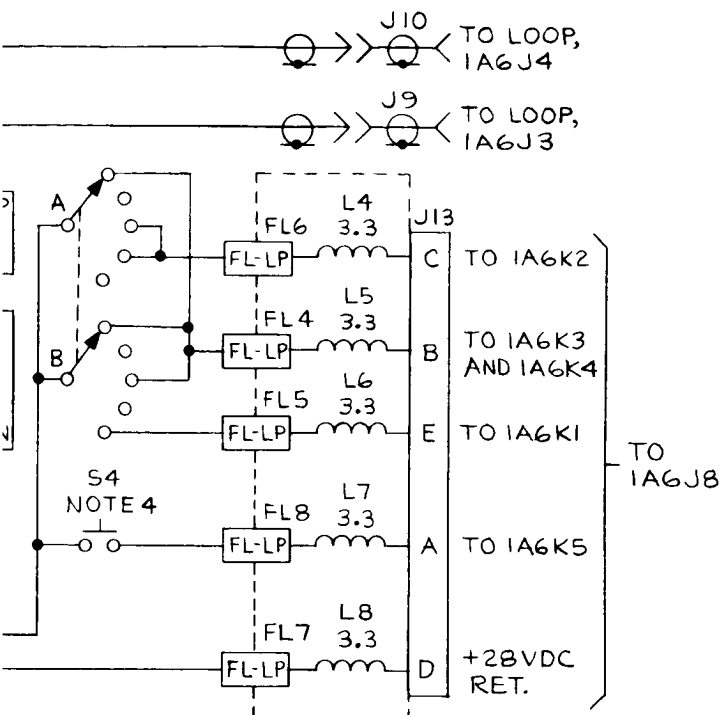 J10
TO LOOP,
1A6J4
J9
TO LOOP,
1A6J3
A
L4
3.3
J13
FL6
FL-LP
C
TO 1A6K2
L5
3.3
FL4
FL-LP
B
TO 1A6K3
AND 1A6K4
B
L6
3.3
FL5
FL-LP
E
TO 1A6K1
TO
1A6J8
S4
NOTE 4
L7
3.3
FL8
FL-LP
A
TO 1A6K5
L8
3.3
FL7
FL-LP
D
+28VDC
RET.